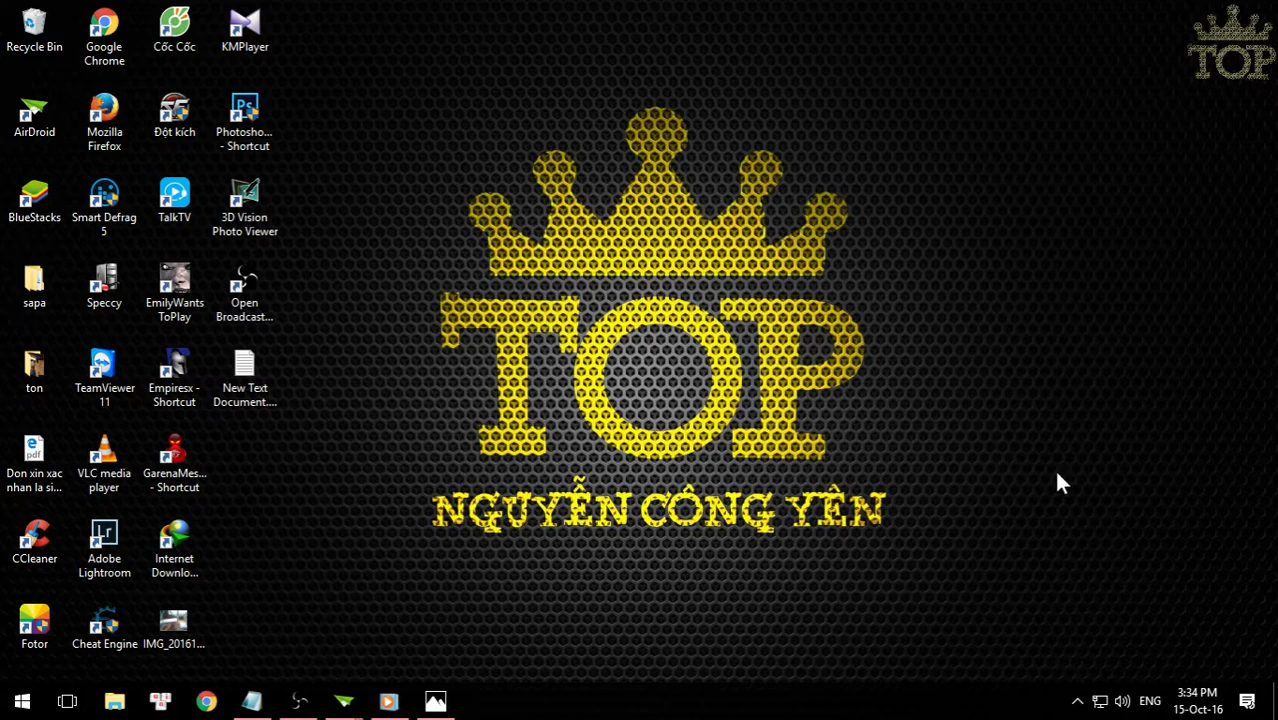 Recycle Bin
Google
Chrome
Cốc Cốc
KMPlayer
TOP
AirDroid
Mozilla
Firefox
Đột kích
Photosho...
- Shortcut
BlueStacks
Smart Defrag
5
TalkTV
3D Vision
Photo Viewer
sapa
Speccy
EmilyWants
ToPlay
Open
Broadcast...
ton
TeamViewer
11
Empiresx -
Shortcut
New Text
Document....
TOP
NGUYỄN CÔNG YÊN
Don xin xac
nhan la si...
VLC media
player
GarenaMes...
- Shortcut
CCleaner
Adobe
Lightroom
Internet
Downlo...
Fotor
Cheat Engine
IMG_20161...
ENG
3:34 PM
15-Oct-16